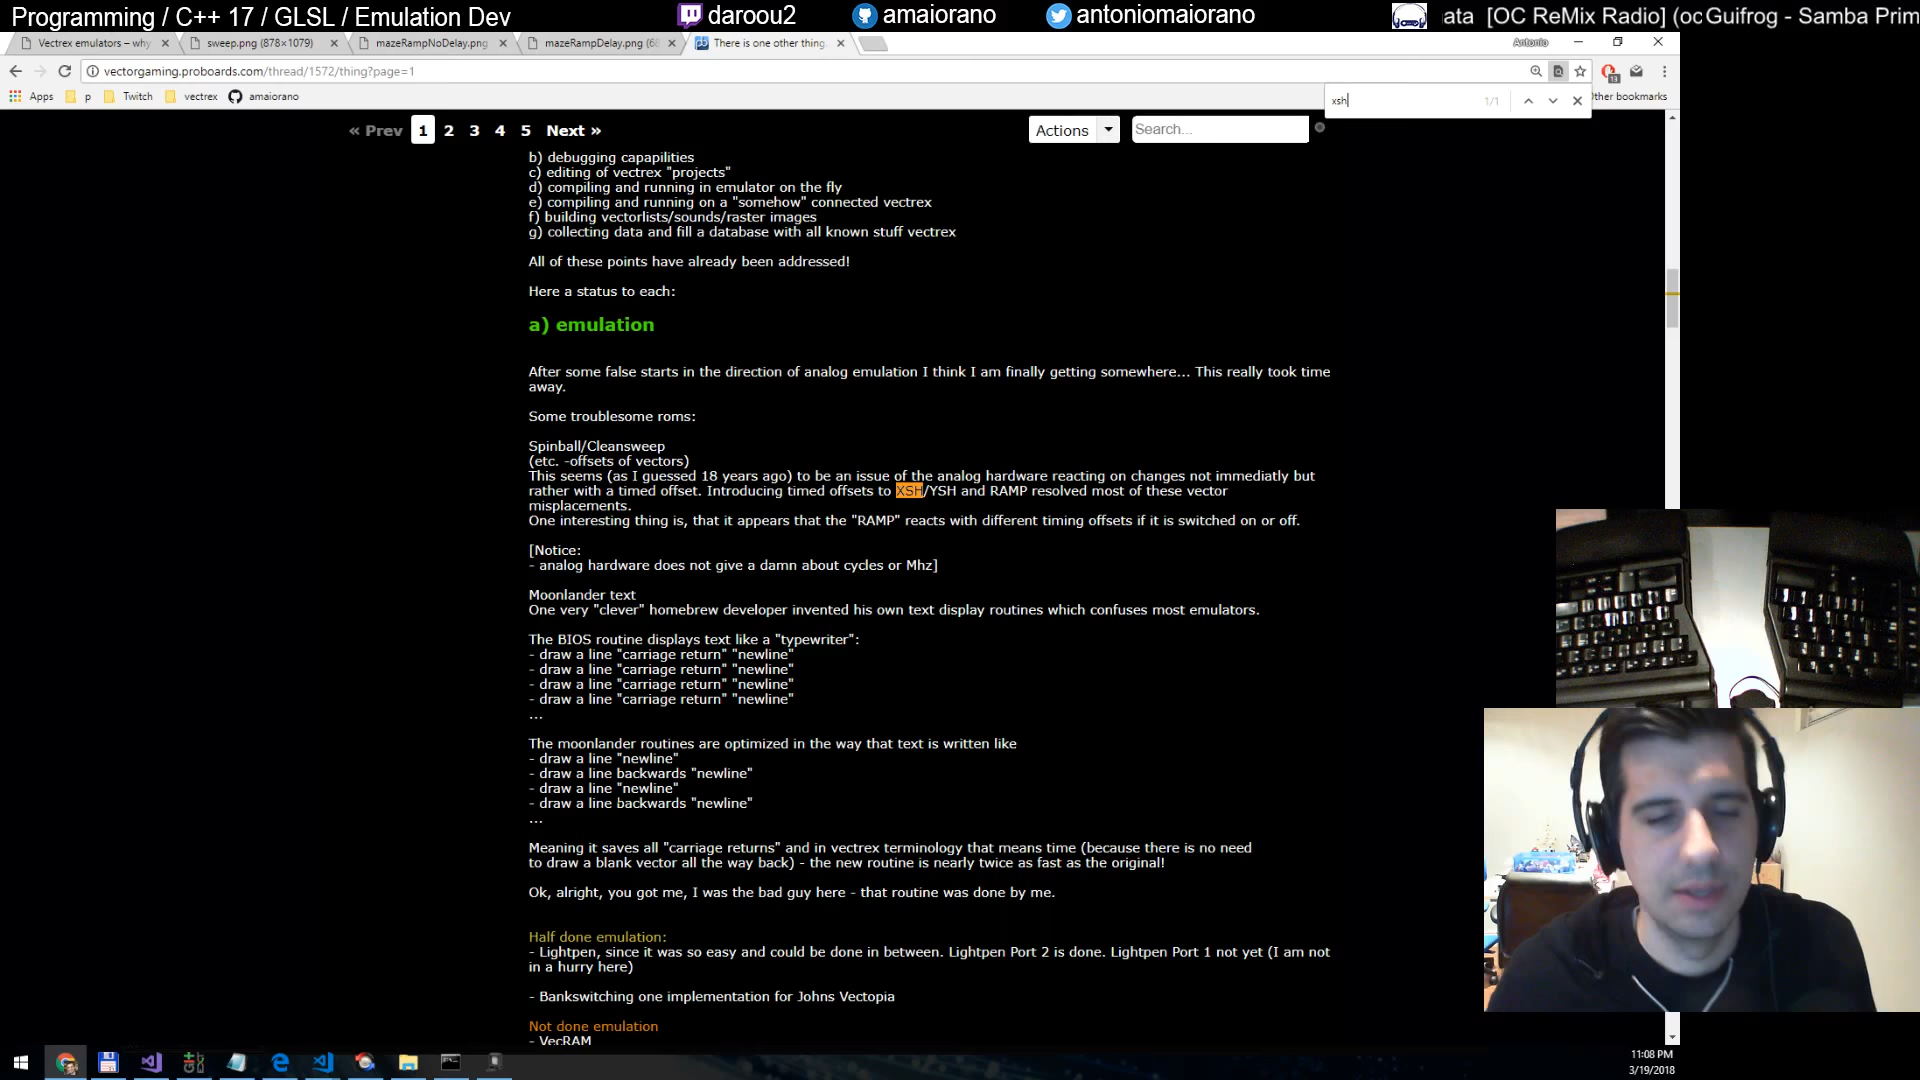 Programming / C++ 17 / GLSL / Emulation Dev
daroou2
amaiorano
antoniomaiorano
ata [OC ReMix Radio] (oc Guifrog - Samba Prim
Vectrex emulators – why
sweep.png (878×1079)
mazeRampNoDelay.png
mazeRampDelay.png (68
There is one other thing
Antonio
vectorgaming.proboards.com/thread/1572/thing?page=1
13
Apps
p
Twitch
vectrex
amaiorano
xsh
1/1
ther bookmarks
« Prev 1 2 3 4 5 Next »
Actions
Search...
b) debugging capapilities
c) editing of vectrex "projects"
d) compiling and running in emulator on the fly
e) compiling and running on a "somehow" connected vectrex
f) building vectorlists/sounds/raster images
g) collecting data and fill a database with all known stuff vectrex
All of these points have already been addressed!
Here a status to each:
a) emulation
After some false starts in the direction of analog emulation I think I am finally getting somewhere... This really took time
away.
Some troublesome roms:
Spinball/Cleansweep
(etc. -offsets of vectors)
This seems (as I guessed 18 years ago) to be an issue of the analog hardware reacting on changes not immediatly but
rather with a timed offset. Introducing timed offsets to XSH/YSH and RAMP resolved most of these vector
misplacements.
One interesting thing is, that it appears that the "RAMP" reacts with different timing offsets if it is switched on or off.
[Notice:
- analog hardware does not give a damn about cycles or Mhz]
Moonlander text
One very "clever" homebrew developer invented his own text display routines which confuses most emulators.
The BIOS routine displays text like a "typewriter":
- draw a line "carriage return" "newline"
- draw a line "carriage return" "newline"
- draw a line "carriage return" "newline"
- draw a line "carriage return" "newline"
...
The moonlander routines are optimized in the way that text is written like
- draw a line "newline"
- draw a line backwards "newline"
- draw a line "newline"
- draw a line backwards "newline"
...
Meaning it saves all "carriage returns" and in vectrex terminology that means time (because there is no need
to draw a blank vector all the way back) - the new routine is nearly twice as fast as the original!
Ok, alright, you got me, I was the bad guy here - that routine was done by me.
Half done emulation:
- Lightpen, since it was so easy and could be done in between. Lightpen Port 2 is done. Lightpen Port 1 not yet (I am not
in a hurry here)
- Bankswitching one implementation for Johns Vectopia
Not done emulation
- VecRAM
11:08 PM
3/19/2018